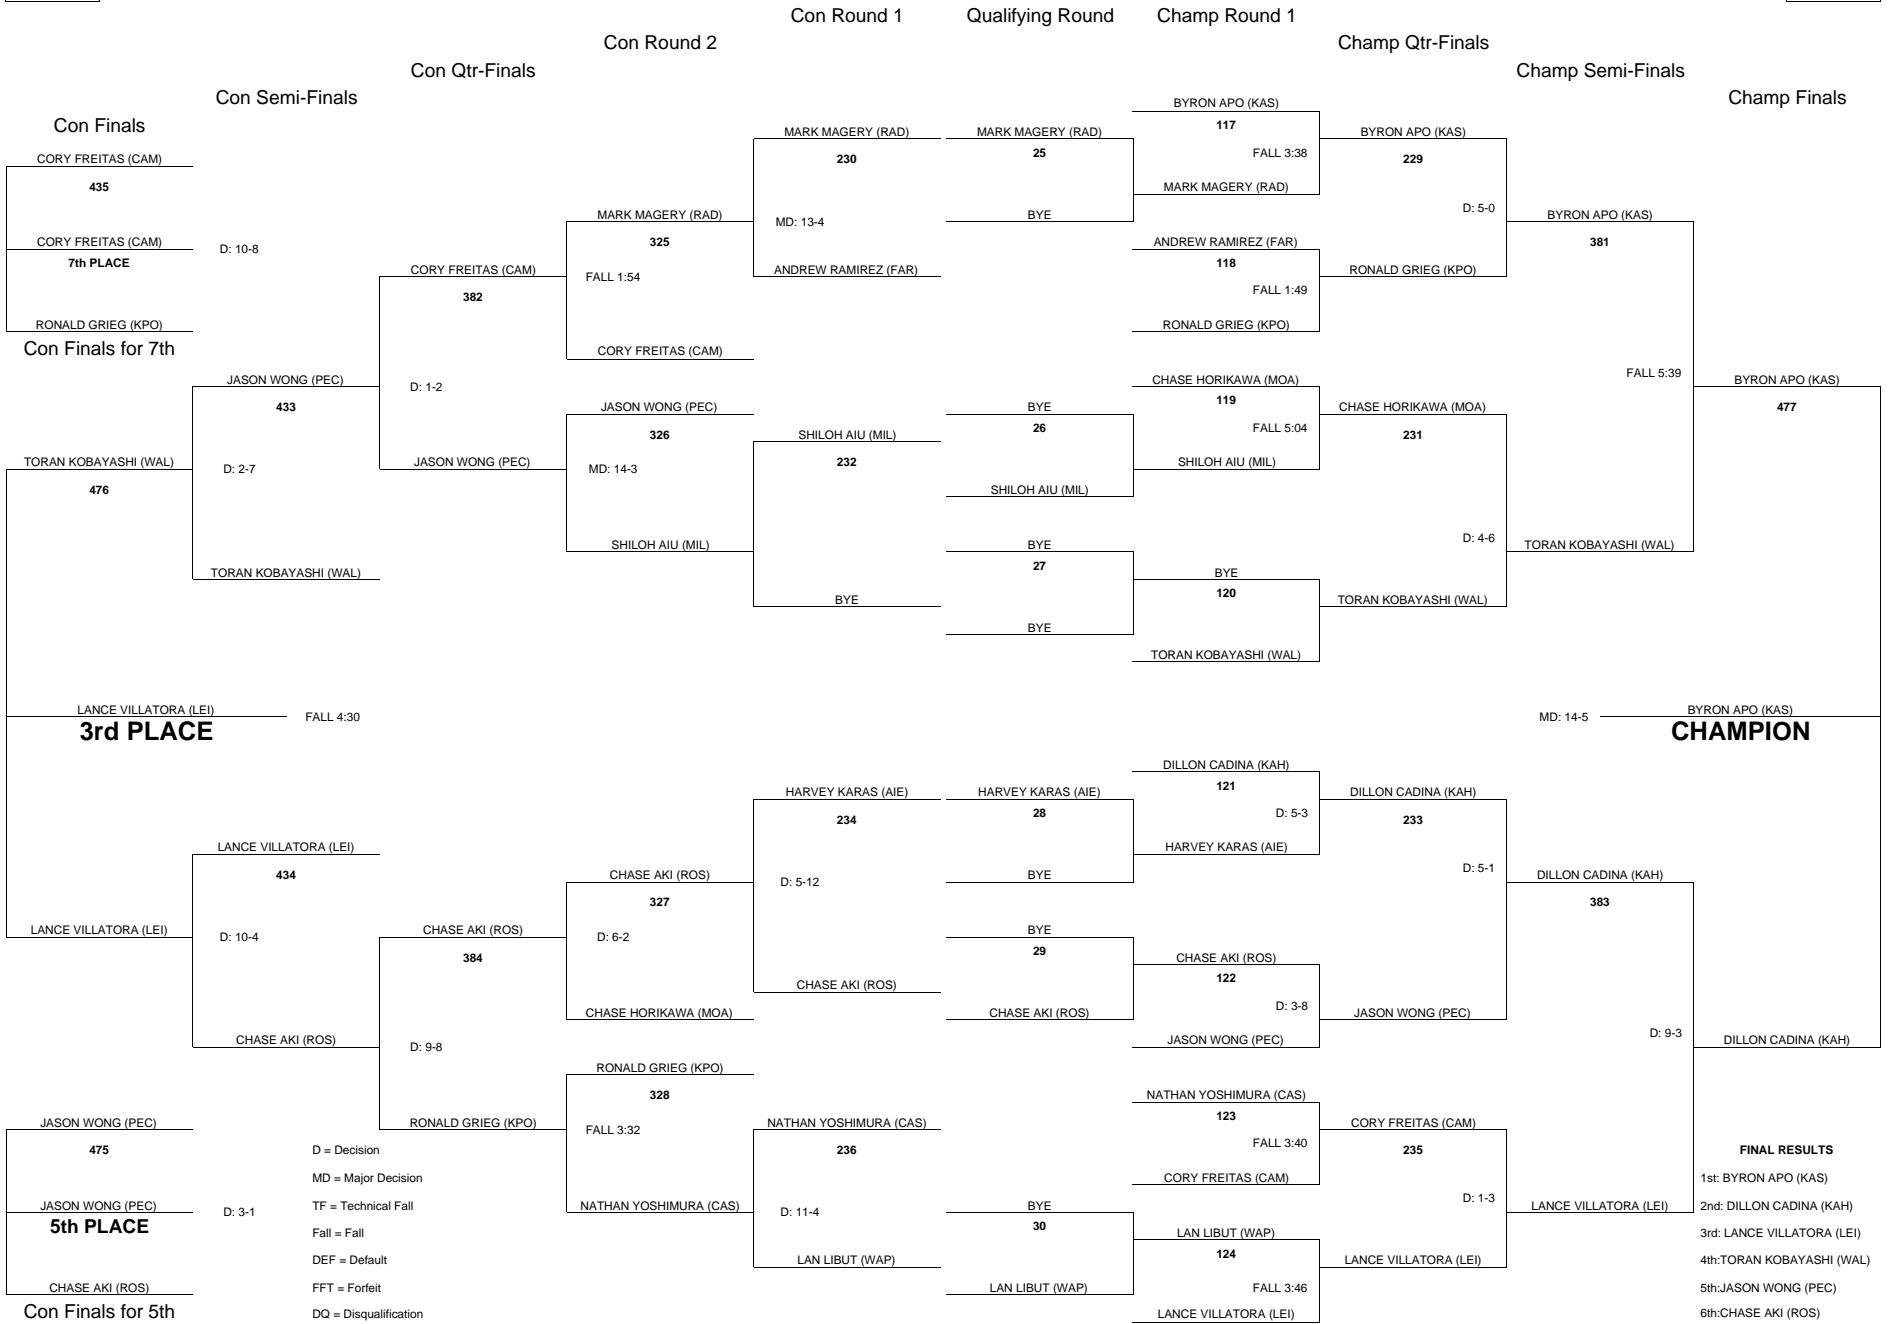 Con Round 1
Qualifying Round
Champ Round 1
Con Round 2
Champ Qtr-Finals
Con Qtr-Finals
Champ Semi-Finals
Con Semi-Finals
Champ Finals
Con Finals
CORY FREITAS (CAM)
435
CORY FREITAS (CAM)
D: 10-8
7th PLACE
RONALD GRIEG (KPO)
Con Finals for 7th
TORAN KOBAYASHI (WAL)
476
LANCE VILLATORA (LEI)
FALL 4:30
3rd PLACE
LANCE VILLATORA (LEI)
JASON WONG (PEC)
475
JASON WONG (PEC)
D: 3-1
5th PLACE
CHASE AKI (ROS)
Con Finals for 5th
JASON WONG (PEC)
433
D: 2-7
TORAN KOBAYASHI (WAL)
LANCE VILLATORA (LEI)
434
D: 10-4
CHASE AKI (ROS)
D = Decision
MD = Major Decision
TF = Technical Fall
Fall = Fall
DEF = Default
FFT = Forfeit
DQ = Disqualification
CORY FREITAS (CAM)
382
D: 1-2
JASON WONG (PEC)
CHASE AKI (ROS)
384
D: 9-8
RONALD GRIEG (KPO)
MARK MAGERY (RAD)
325
FALL 1:54
CORY FREITAS (CAM)
JASON WONG (PEC)
326
MD: 14-3
SHILOH AIU (MIL)
CHASE AKI (ROS)
327
D: 6-2
CHASE HORIKAWA (MOA)
RONALD GRIEG (KPO)
328
FALL 3:32
NATHAN YOSHIMURA (CAS)
MARK MAGERY (RAD)
230
MD: 13-4
ANDREW RAMIREZ (FAR)
SHILOH AIU (MIL)
232
BYE
HARVEY KARAS (AIE)
234
D: 5-12
CHASE AKI (ROS)
NATHAN YOSHIMURA (CAS)
236
D: 11-4
LAN LIBUT (WAP)
MARK MAGERY (RAD)
25
BYE
BYE
26
SHILOH AIU (MIL)
BYE
27
BYE
HARVEY KARAS (AIE)
28
BYE
BYE
29
CHASE AKI (ROS)
BYE
30
LAN LIBUT (WAP)
BYRON APO (KAS)
117
FALL 3:38
MARK MAGERY (RAD)
ANDREW RAMIREZ (FAR)
118
FALL 1:49
RONALD GRIEG (KPO)
CHASE HORIKAWA (MOA)
119
FALL 5:04
SHILOH AIU (MIL)
BYE
120
TORAN KOBAYASHI (WAL)
DILLON CADINA (KAH)
121
D: 5-3
HARVEY KARAS (AIE)
CHASE AKI (ROS)
122
D: 3-8
JASON WONG (PEC)
NATHAN YOSHIMURA (CAS)
123
FALL 3:40
CORY FREITAS (CAM)
LAN LIBUT (WAP)
124
FALL 3:46
LANCE VILLATORA (LEI)
BYRON APO (KAS)
229
D: 5-0
RONALD GRIEG (KPO)
CHASE HORIKAWA (MOA)
231
D: 4-6
TORAN KOBAYASHI (WAL)
DILLON CADINA (KAH)
233
D: 5-1
JASON WONG (PEC)
CORY FREITAS (CAM)
235
D: 1-3
LANCE VILLATORA (LEI)
BYRON APO (KAS)
381
FALL 5:39
TORAN KOBAYASHI (WAL)
DILLON CADINA (KAH)
383
D: 9-3
LANCE VILLATORA (LEI)
BYRON APO (KAS)
477
MD: 14-5
BYRON APO (KAS)
CHAMPION
DILLON CADINA (KAH)
FINAL RESULTS
1st: BYRON APO (KAS)
2nd: DILLON CADINA (KAH)
3rd: LANCE VILLATORA (LEI)
4th:TORAN KOBAYASHI (WAL)
5th:JASON WONG (PEC)
6th:CHASE AKI (ROS)